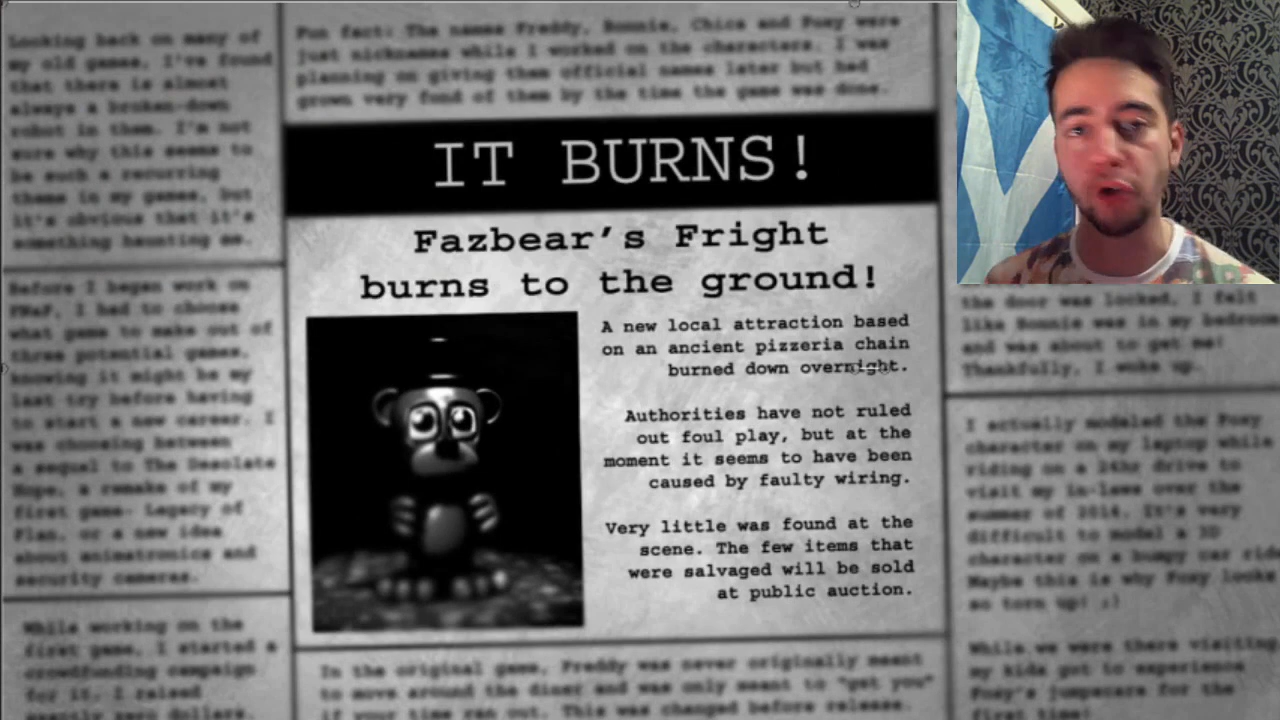 Looking back on many of
my old games, I've found
that there is almost
always a broken-down
robot in them. I'm not
sure why this seems to
be such a recurring
theme in my games, but
it's obvious that it's
something haunting me.
Before I began work on
FNaF, I had to choose
what game to make out of
three potential games,
knowing it might be my
last try before having
to start a new career. I
was choosing between
a sequel to The Desolate
Hope, a remake of my
first game- Legacy of
Flan, or a new idea
about animatronics and
security cameras.
While working on the
first game, I started a
crowdfunding campaign
for it. I raised
exactly zero dollars.
Fun fact: The names Freddy, Bonnie, Chica and Foxy were
just nicknames while I worked on the characters. I was
planning on giving them official names later but had
grown very fond of them by the time the game was done.
IT BURNS!
Fazbear's Fright
burns to the ground!
A new local attraction based
on an ancient pizzeria chain
burned down overnight.
Authorities have not ruled
out foul play, but at the
moment it seems to have been
caused by faulty wiring.
Very little was found at the
scene. The few items that
were salvaged will be sold
at public auction.
In the original game, Freddy was never originally meant
to move around the diner and was only meant to "get you"
if your time ran out. This was changed before release.
the door was locked, I felt
like Bonnie was in my bedroom
and was about to get me!
Thankfully, I woke up.
I actually modeled the Foxy
character on my laptop while
riding on a 24hr drive to
visit my in-laws over the
summer of 2014. It's very
difficult to model a 3D
character on a bumpy car ride
Maybe this is why Foxy looks
so torn up! ;)
While we were there visiting
my kids got to experience
Foxy's jumpscare for the
first time!